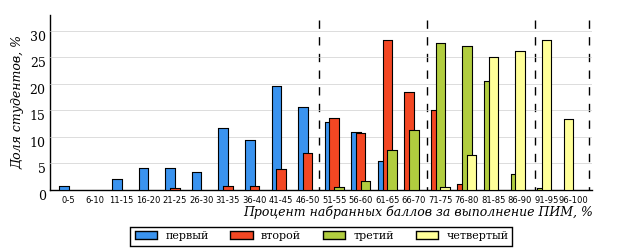 Доля студентов, %
30
25
20
15
10
5
0
0-5 6-10 11-15 16-20 21-25 26-30 31-35 36-40 41-45 46-50 51-55 56-60 61-65 66-70 71-75 76-80 81-85 86-90 91-95 96-100
Процент набранных баллов за выполнение ПИМ, %
первый второй третий четвертый